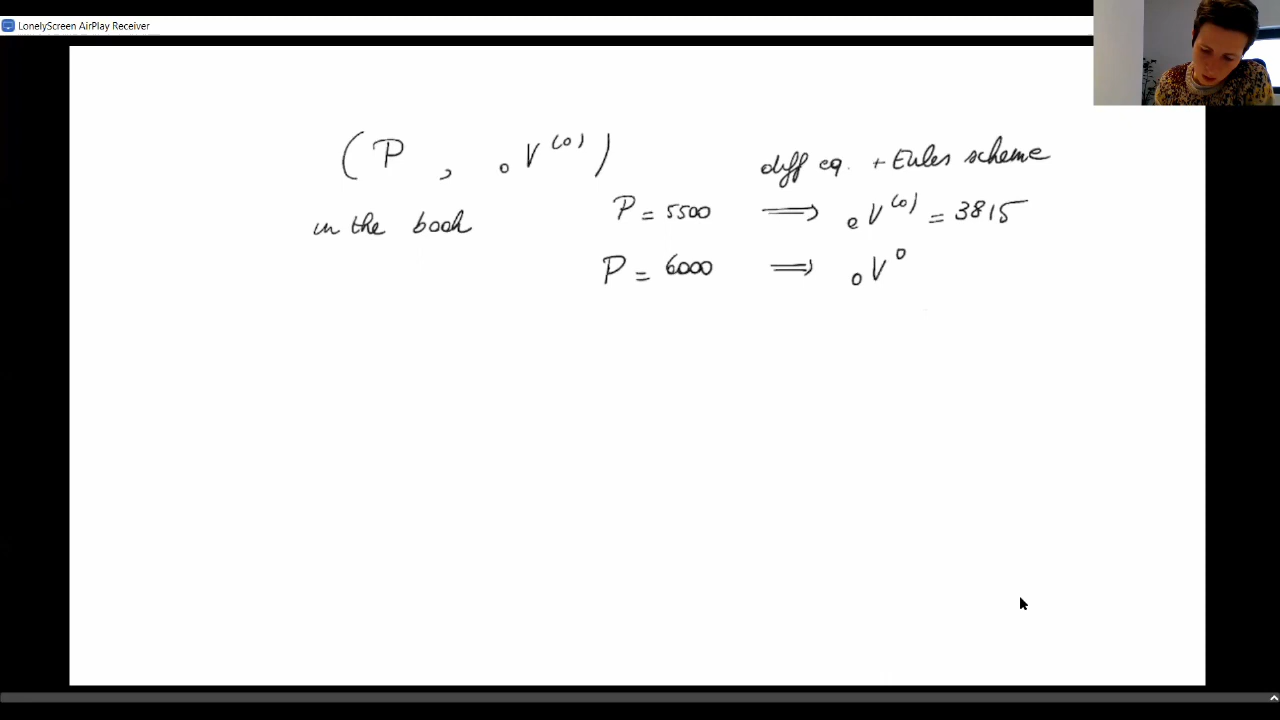 LonelyScreen AirPlay Receiver
(P, ₀V⁽⁰⁾)
diff eq. + Euler scheme
in the book
P = 5500 ⟹ ₀V⁽⁰⁾ = 3815
P = 6000 ⟹ ₀V⁰